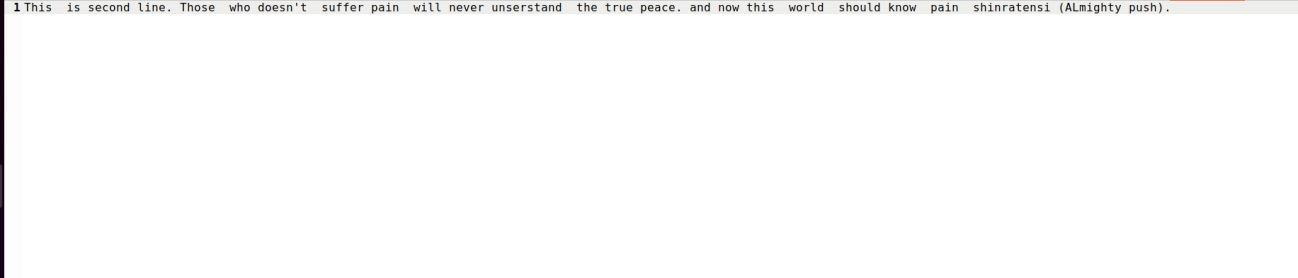 1 This  is second line. Those  who doesn't  suffer pain  will never unserstand  the true peace. and now this  world  should know  pain  shinratensi (ALmighty push).